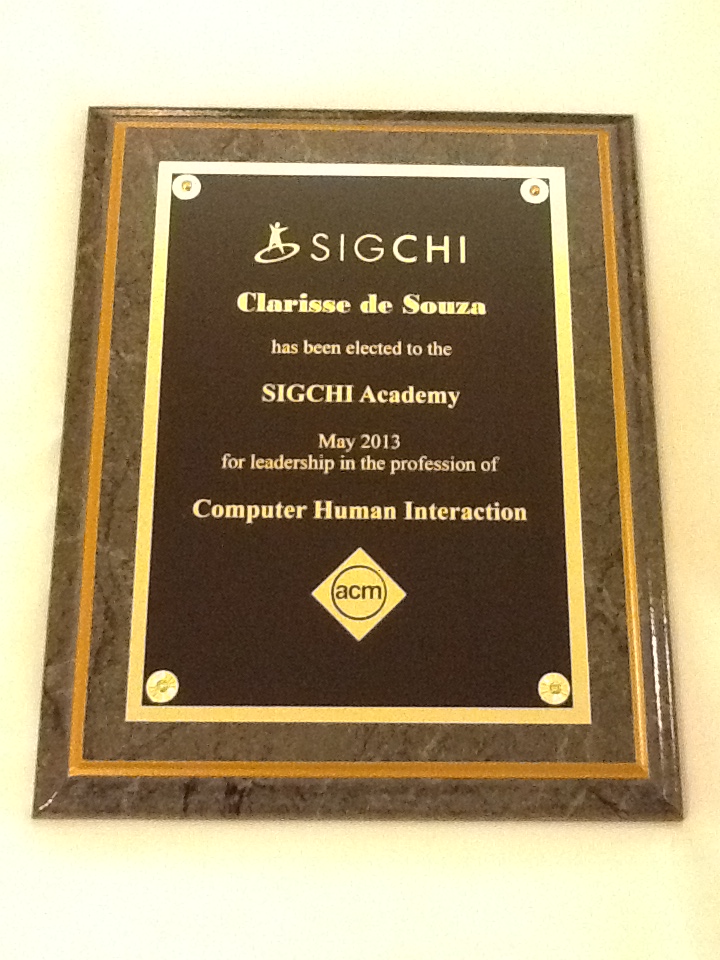 SIGCHI
Clarisse de Souza
has been elected to the
SIGCHI Academy
May 2013
for leadership in the profession of
Computer Human Interaction
acm